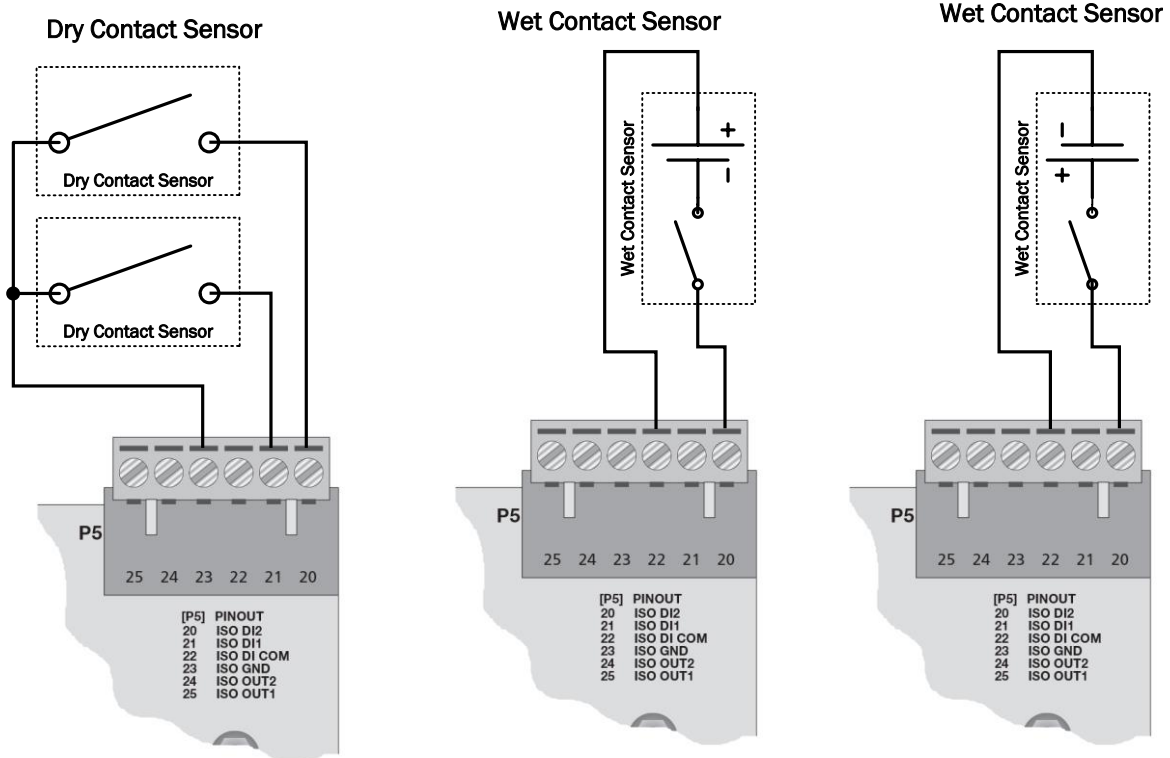 Dry Contact Sensor
Dry Contact Sensor
Dry Contact Sensor
P5
25 24 23 22 21 20
[P5] PINOUT
20 ISO DI2
21 ISO DI1
22 ISO DI COM
23 ISO GND
24 ISO OUT2
25 ISO OUT1
Wet Contact Sensor
Wet Contact Sensor
+
–
P5
25 24 23 22 21 20
[P5] PINOUT
20 ISO DI2
21 ISO DI1
22 ISO DI COM
23 ISO GND
24 ISO OUT2
25 ISO OUT1
Wet Contact Sensor
Wet Contact Sensor
–
+
P5
25 24 23 22 21 20
[P5] PINOUT
20 ISO DI2
21 ISO DI1
22 ISO DI COM
23 ISO GND
24 ISO OUT2
25 ISO OUT1